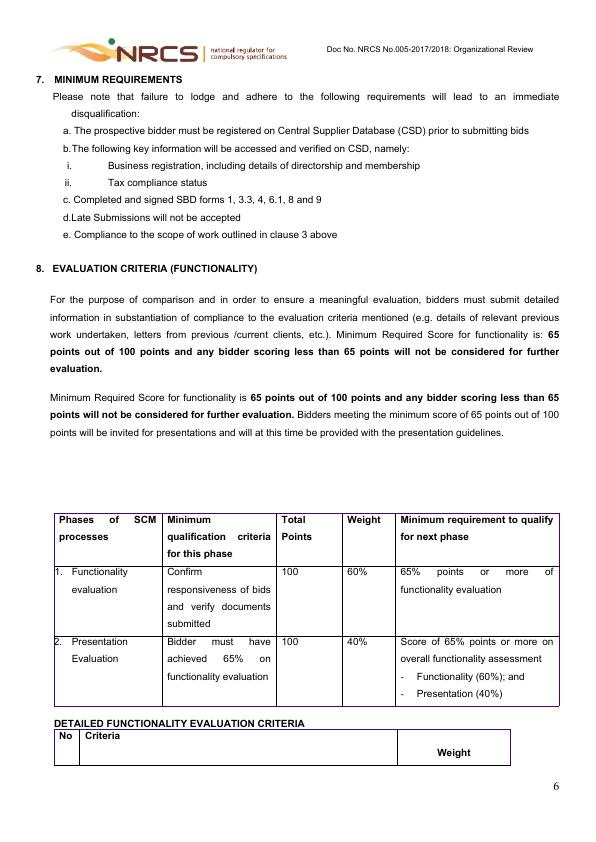 NRCS
national regulator for
compulsory specifications
Doc No. NRCS No.005-2017/2018: Organizational Review
7. MINIMUM REQUIREMENTS
Please note that failure to lodge and adhere to the following requirements will lead to an immediate
disqualification:
a. The prospective bidder must be registered on Central Supplier Database (CSD) prior to submitting bids
b.The following key information will be accessed and verified on CSD, namely:
i. Business registration, including details of directorship and membership
ii. Tax compliance status
c. Completed and signed SBD forms 1, 3.3, 4, 6.1, 8 and 9
d.Late Submissions will not be accepted
e. Compliance to the scope of work outlined in clause 3 above
8. EVALUATION CRITERIA (FUNCTIONALITY)
For the purpose of comparison and in order to ensure a meaningful evaluation, bidders must submit detailed
information in substantiation of compliance to the evaluation criteria mentioned (e.g. details of relevant previous
work undertaken, letters from previous /current clients, etc.). Minimum Required Score for functionality is: 65
points out of 100 points and any bidder scoring less than 65 points will not be considered for further
evaluation.
Minimum Required Score for functionality is 65 points out of 100 points and any bidder scoring less than 65
points will not be considered for further evaluation. Bidders meeting the minimum score of 65 points out of 100
points will be invited for presentations and will at this time be provided with the presentation guidelines.
Phases of SCM
processes
Minimum
qualification criteria
for this phase
Total
Points
Weight
Minimum requirement to qualify
for next phase
1. Functionality
evaluation
Confirm
responsiveness of bids
and verify documents
submitted
100
60%
65% points or more of
functionality evaluation
2. Presentation
Evaluation
Bidder must have
achieved 65% on
functionality evaluation
100
40%
Score of 65% points or more on
overall functionality assessment
- Functionality (60%); and
- Presentation (40%)
DETAILED FUNCTIONALITY EVALUATION CRITERIA
No
Criteria
Weight
6